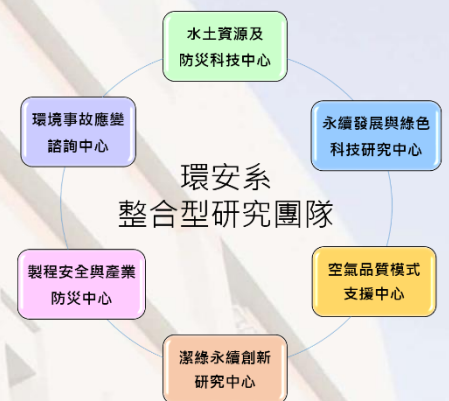 水土資源及
防災科技中心
環境事故應變
諮詢中心
永續發展與綠色
科技研究中心
環安系
整合型研究團隊
製程安全與產業
防災中心
空氣品質模式
支援中心
潔綠永續創新
研究中心